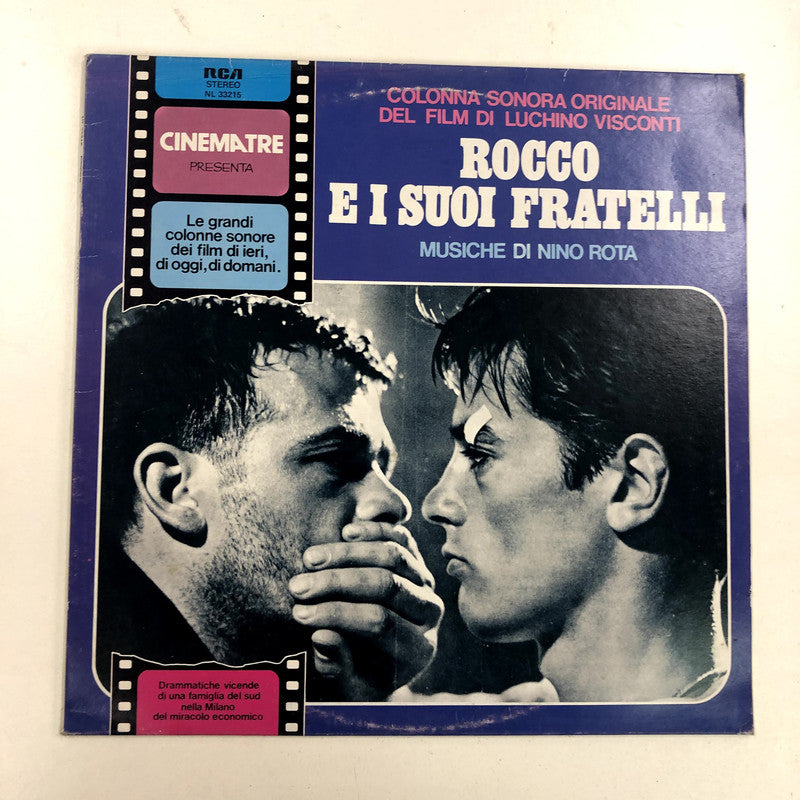 RCA
STEREO
NL 33215
CINEMATRE
PRESENTA
Le grandi
colonne sonore
dei film di ieri,
di oggi, di domani.
COLONNA SONORA ORIGINALE
DEL FILM DI LUCHINO VISCONTI
ROCCO
E I SUOI FRATELLI
MUSICHE DI NINO ROTA
Drammatiche vicende
di una famiglia del sud
nella Milano
del miracolo economico